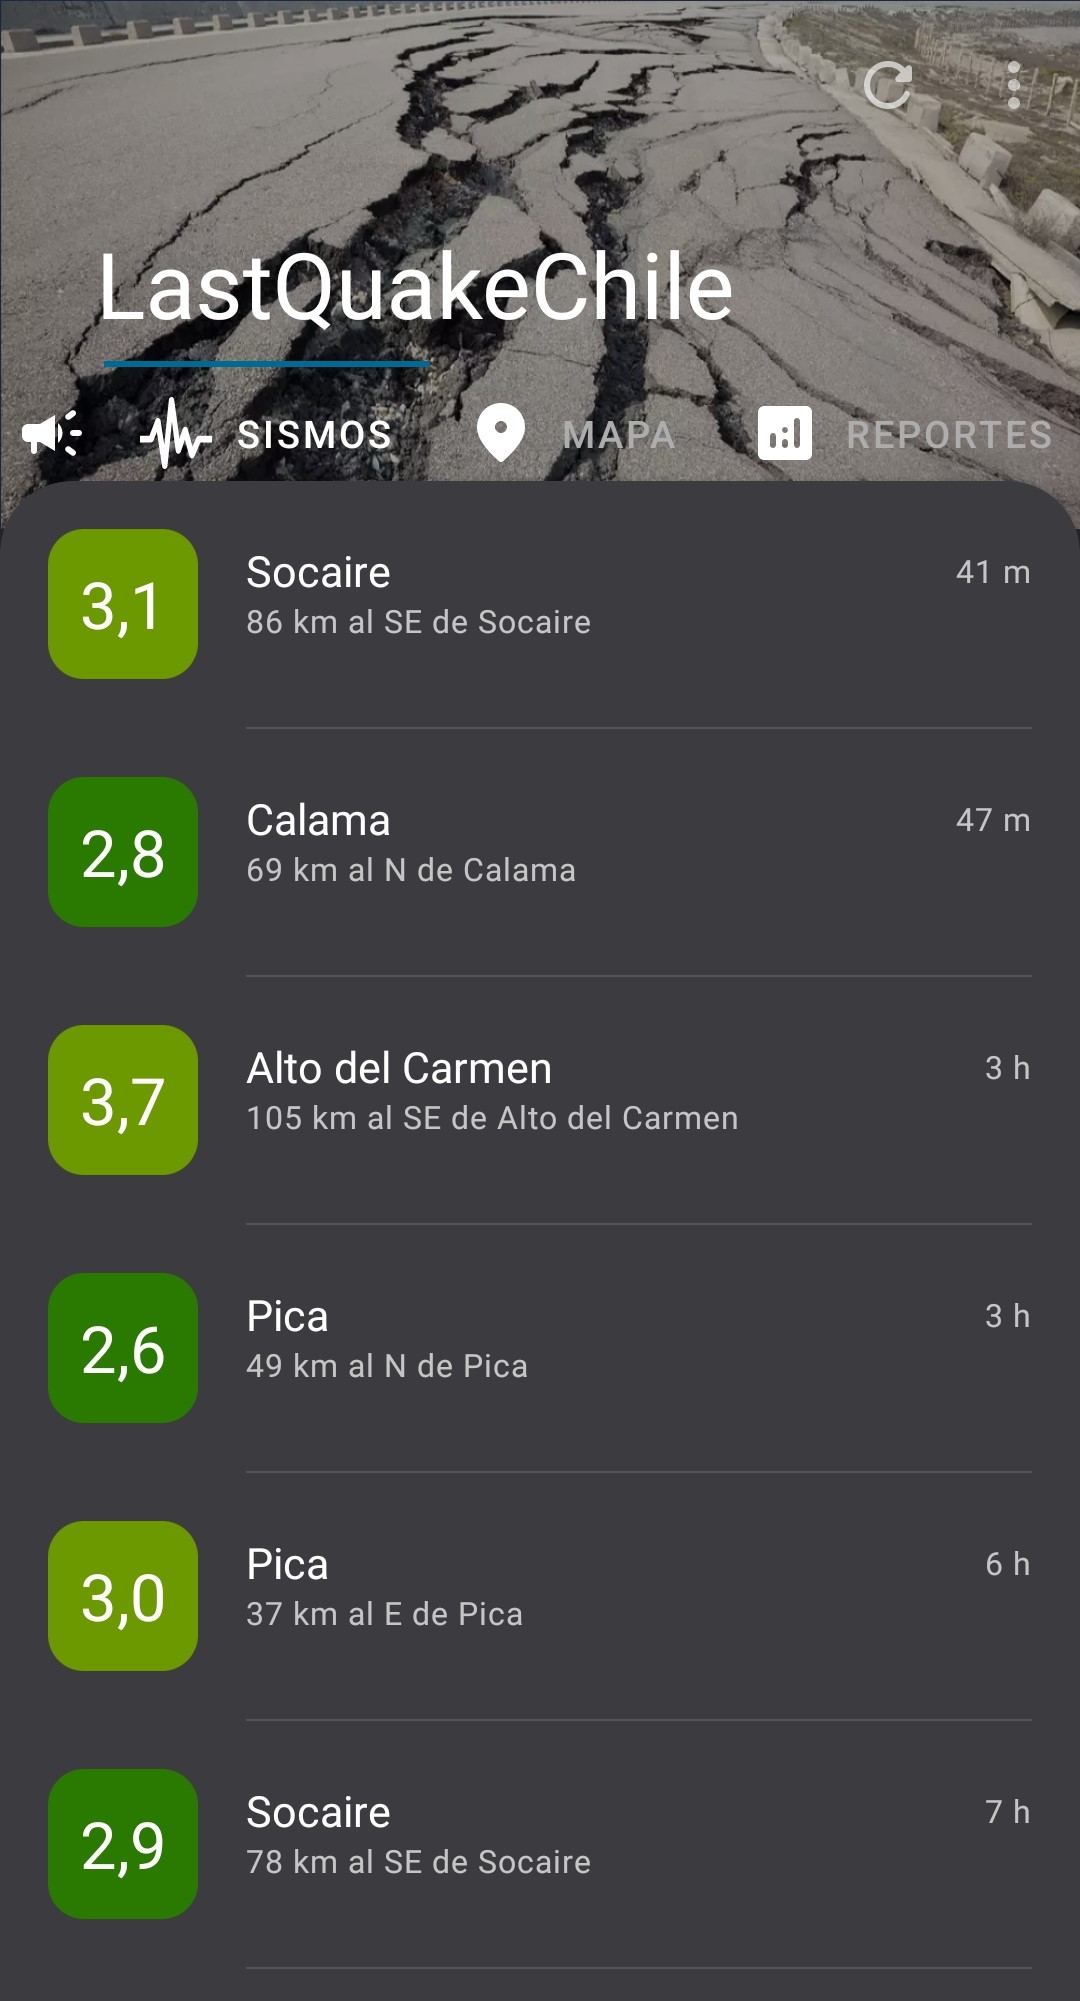 LastQuakeChile
SISMOS MAPA REPORTES
3,1 Socaire 41 m
86 km al SE de Socaire
2,8 Calama 47 m
69 km al N de Calama
3,7 Alto del Carmen 3 h
105 km al SE de Alto del Carmen
2,6 Pica 3 h
49 km al N de Pica
3,0 Pica 6 h
37 km al E de Pica
2,9 Socaire 7 h
78 km al SE de Socaire